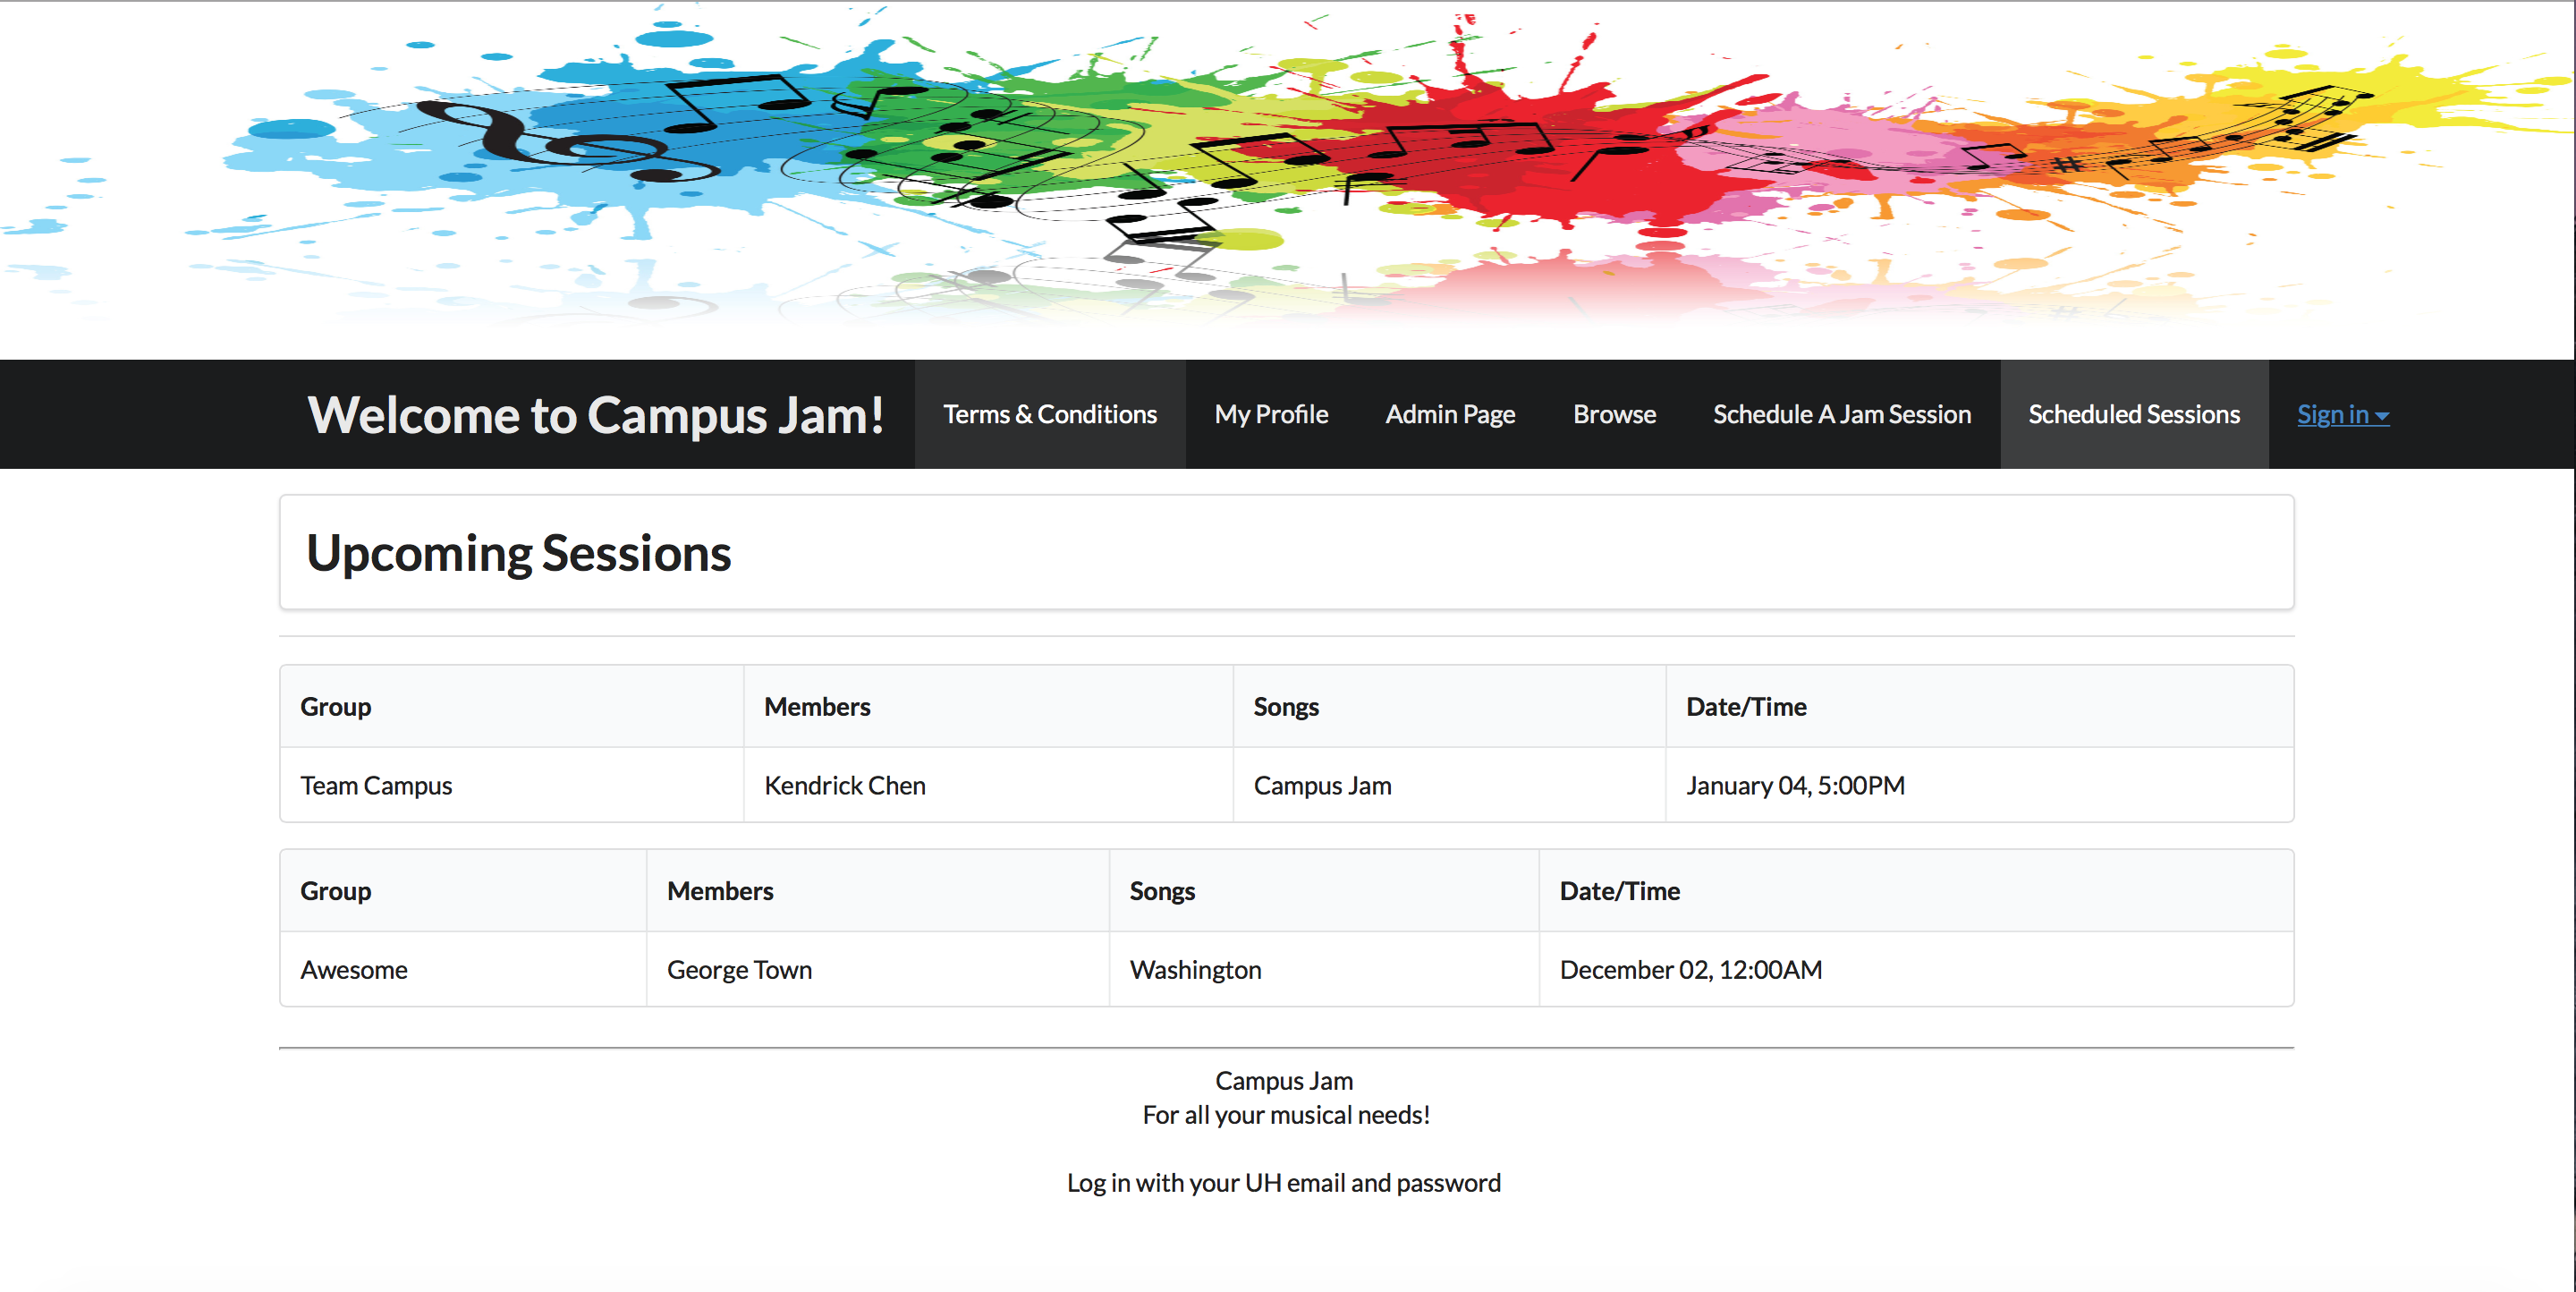 Welcome to Campus Jam! Terms & Conditions My Profile Admin Page Browse Schedule A Jam Session Scheduled Sessions Sign in
Upcoming Sessions
Group Members Songs Date/Time
Team Campus Kendrick Chen Campus Jam January 04, 5:00PM
Group Members Songs Date/Time
Awesome George Town Washington December 02, 12:00AM
Campus Jam
For all your musical needs!
Log in with your UH email and password